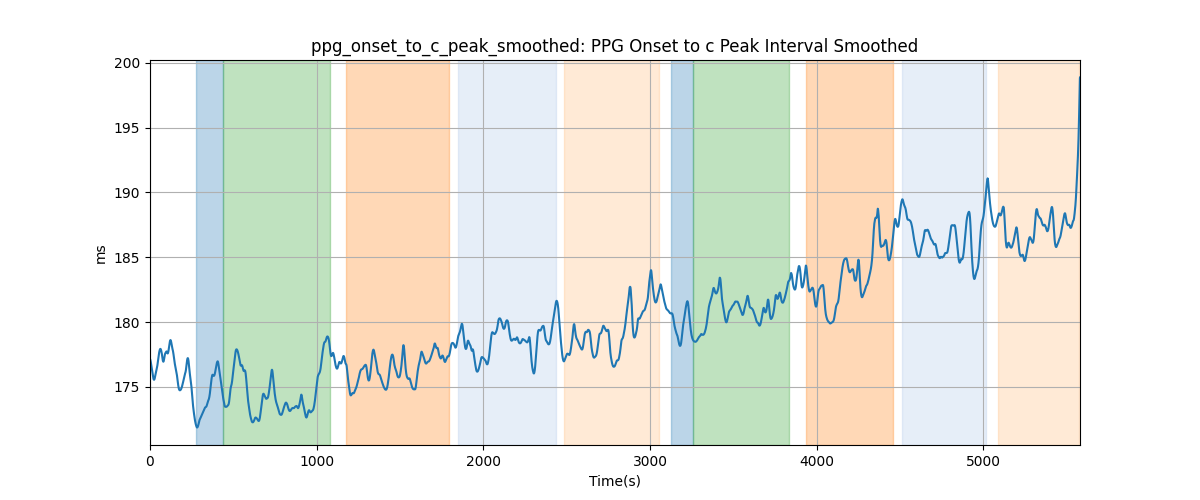 ppg_onset_to_c_peak_smoothed: PPG Onset to c Peak Interval Smoothed
200
195
190
185
180
175
ms
0 1000 2000 3000 4000 5000
Time(s)